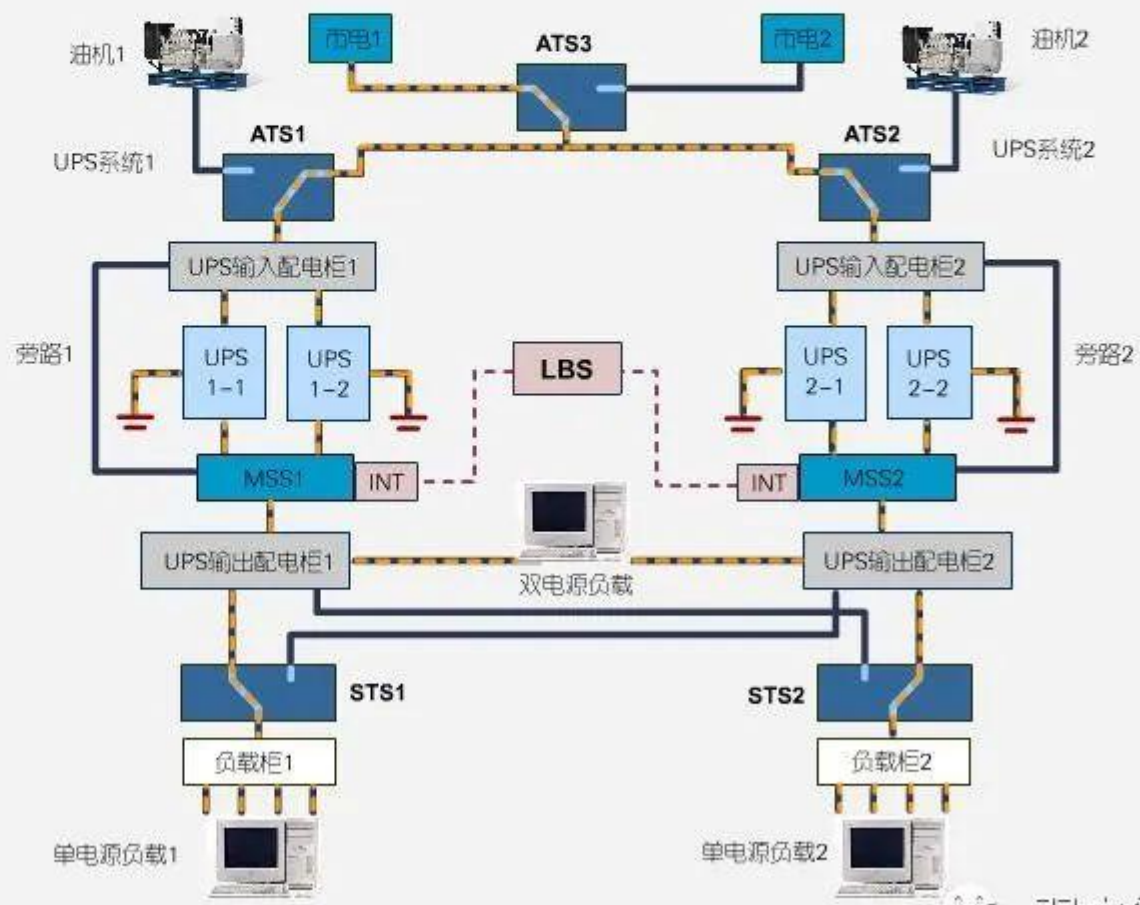 油机1
市电1
ATS3
市电2
油机2
ATS1
ATS2
UPS系统1
UPS系统2
UPS输入配电柜1
UPS输入配电柜2
旁路1
UPS
1-1
UPS
1-2
LBS
UPS
2-1
UPS
2-2
旁路2
MSS1
INT
INT
MSS2
UPS输出配电柜1
双电源负载
UPS输出配电柜2
STS1
STS2
负载柜1
负载柜2
单电源负载1
单电源负载2